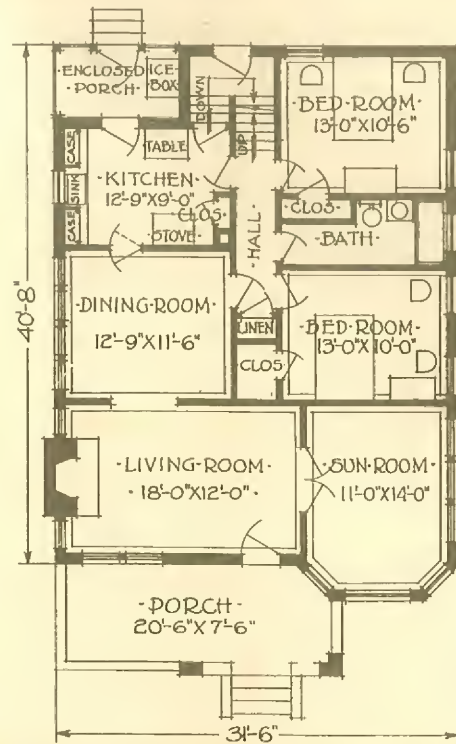 ·ENCLOSED
PORCH·
ICE
BOX
DOWN
UP
·BED·ROOM·
13'-0"X10'-6"
CASE
SINK
CASE
TABLE
·KITCHEN·
12'-9"X9'-0"
CLOS
STOVE
·HALL·
·CLOS·
·BATH·
40'-8"
·DINING·ROOM·
12'-9"X11'-6"
LINEN
CLOS·
BED·ROOM·
13'-0"X10'-0"
·LIVING·ROOM·
·18'-0"X12'-0"·
·SUN·ROOM·
11'-0"X14'-0"
·PORCH·
20'-6"X7'-6"
31'-6"